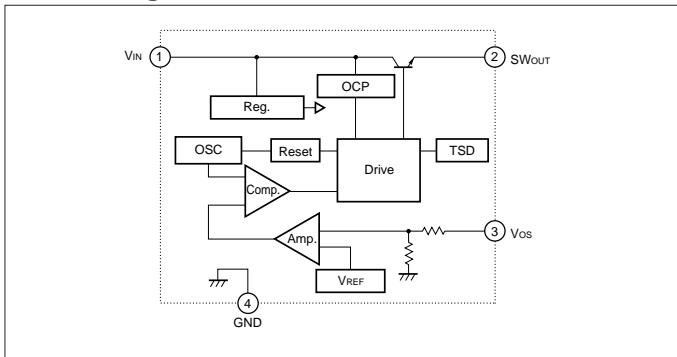 VIN 1
2 SWOUT
OCP
Reg.
OSC
Reset
Drive
TSD
Comp.
Amp.
3 VOS
VREF
4
GND